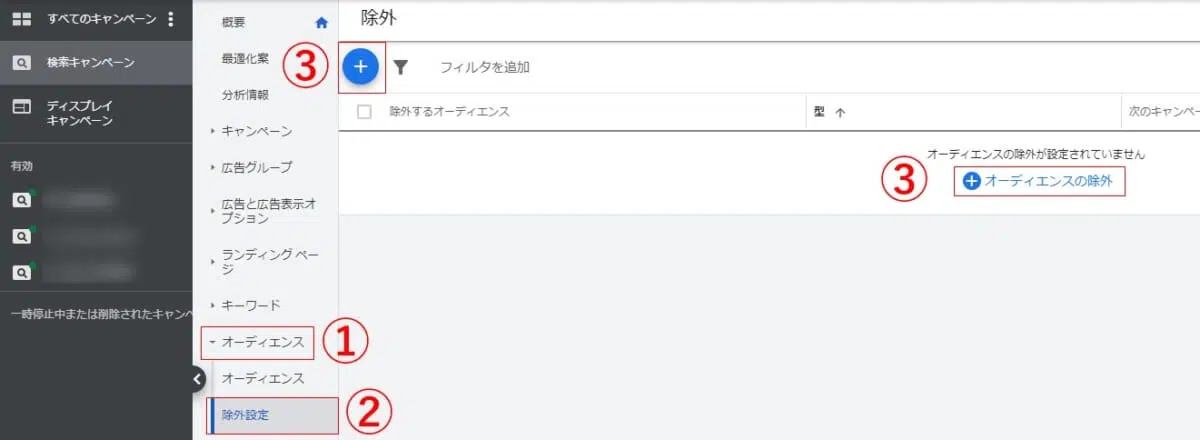 すべてのキャンペーン
検索キャンペーン
ディスプレイ
キャンペーン
有効
一時停止中または削除されたキャンペ
概要
最適化案
分析情報
キャンペーン
広告グループ
広告と広告表示オ
プション
ランディング ペー
ジ
キーワード
オーディエンス
①
オーディエンス
除外設定
②
除外
③
+
フィルタを追加
除外するオーディエンス
型 ↑
次のキャンペー
オーディエンスの除外が設定されていません
③
オーディエンスの除外